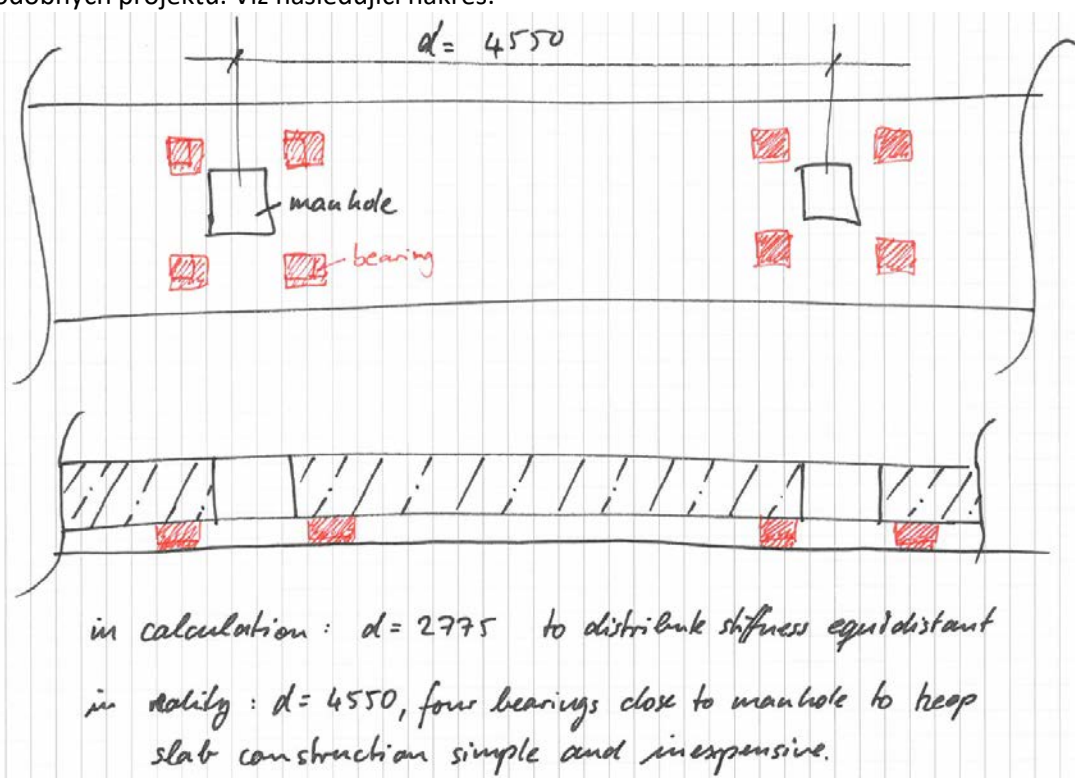 odobných projektů. Viz následující nákres:
d= 4550
manhole
bearing
in calculation : d= 2775 to distribute stiffness equidistant
in reality : d= 4550, four bearings close to manhole to keep
slab construction simple and inexpensive.